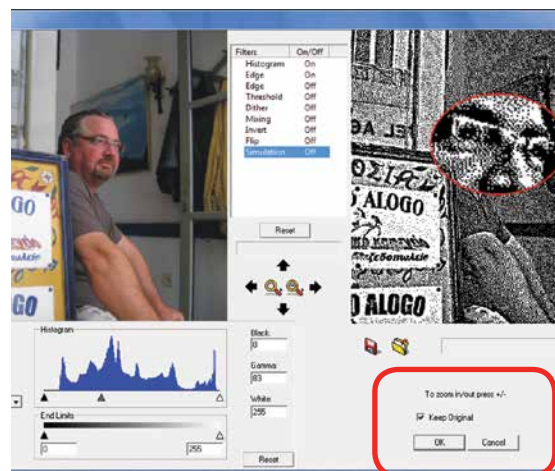 Filters On/Off
Histogram On
Edge On
Edge Off
Threshold Off
Dither Off
Mixing Off
Invert Off
Flip Off
Simulation Off
Reset
GO
ALOGO
GO
ALOGO
Histogram
Black:
0
Gamma:
83
White
255
End Limits
0
255
Reset
To zoom in/out press +/-
Keep Original
OK Cancel